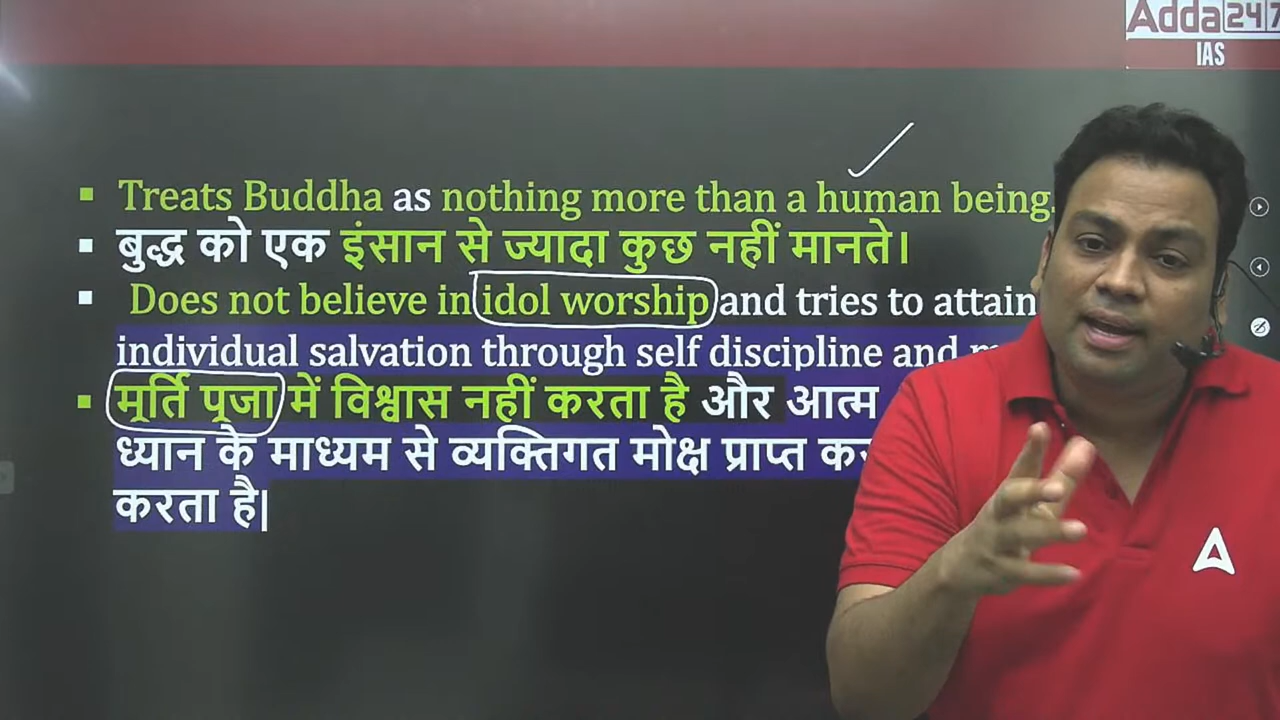 Adda247
IAS
Treats Buddha as nothing more than a human being.
बुद्ध को एक इंसान से ज्यादा कुछ नहीं मानते।
Does not believe in idol worship and tries to attain
individual salvation through self discipline and
मूर्ति पूजा में विश्वास नहीं करता है और आत्म
ध्यान के माध्यम से व्यक्तिगत मोक्ष प्राप्त
करता है|